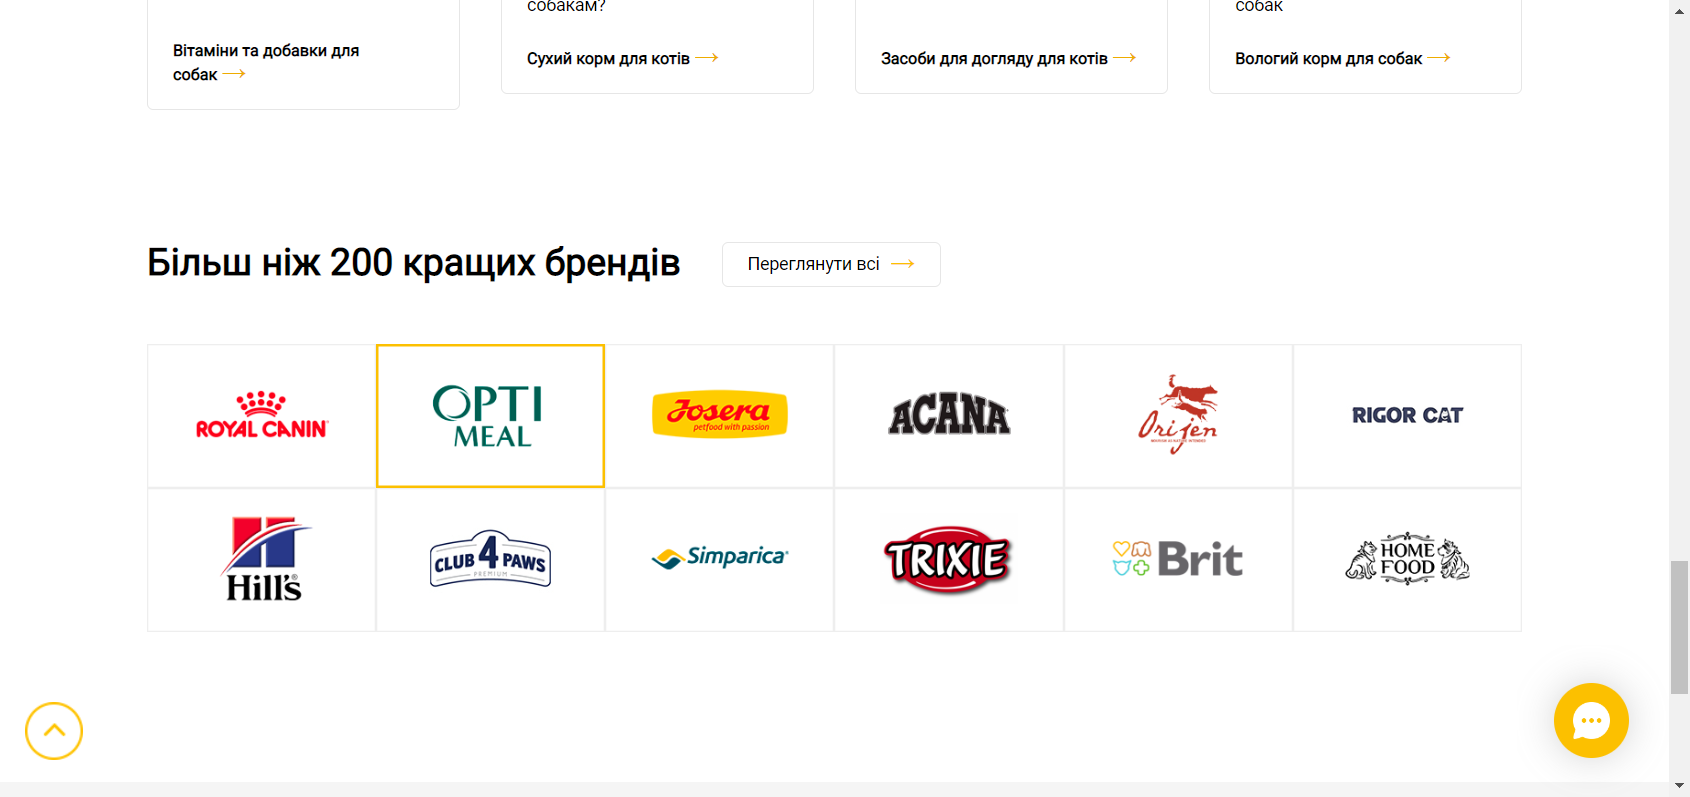 собакам?
собак
Вітаміни та добавки для
собак
Сухий корм для котів
Засоби для догляду для котів
Вологий корм для собак
Більш ніж 200 кращих брендів
Переглянути всі
ROYAL CANIN
OPTI
MEAL
Josera
petfood with passion
ACANA
Orijen
RIGOR CAT
Hill's
CLUB 4 PAWS
PREMIUM
Simparica
TRIXIE
Brit
HOME
FOOD